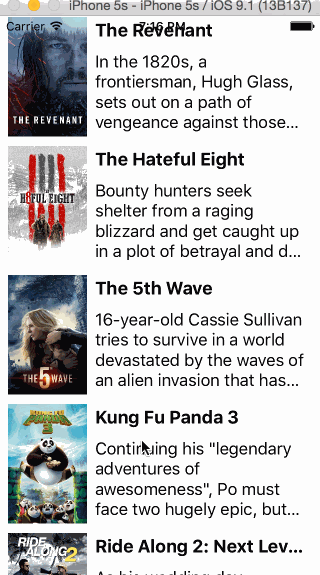 iPhone 5s - iPhone 5s / iOS 9.1 (13B137)
Carrier 7:16 PM
The Revenant
In the 1820s, a
frontiersman, Hugh Glass,
sets out on a path of
vengeance against those...
THE REVENANT
The Hateful Eight
Bounty hunters seek
shelter from a raging
blizzard and get caught up
in a plot of betrayal and d...
The 5th Wave
16-year-old Cassie Sullivan
tries to survive in a world
devastated by the waves of
an alien invasion that has...
THE 5 WAVE
Kung Fu Panda 3
Continuing his "legendary
adventures of
awesomeness", Po must
face two hugely epic, but...
KUNG FU
PANDA
3
Ride Along 2: Next Lev...
RIDE
ALONG 2
As his wedding day